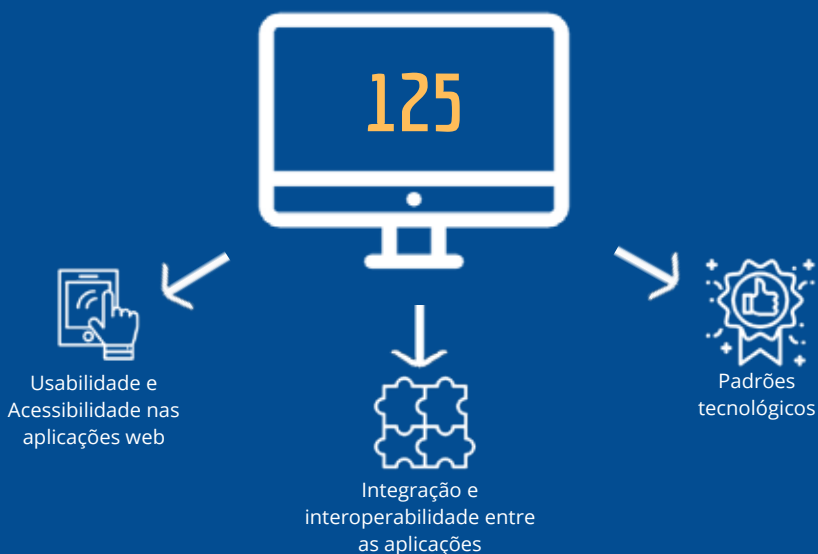 125
Usabilidade e
Acessibilidade nas
aplicações web
Integração e
interoperabilidade entre
as aplicações
Padrões
tecnológicos